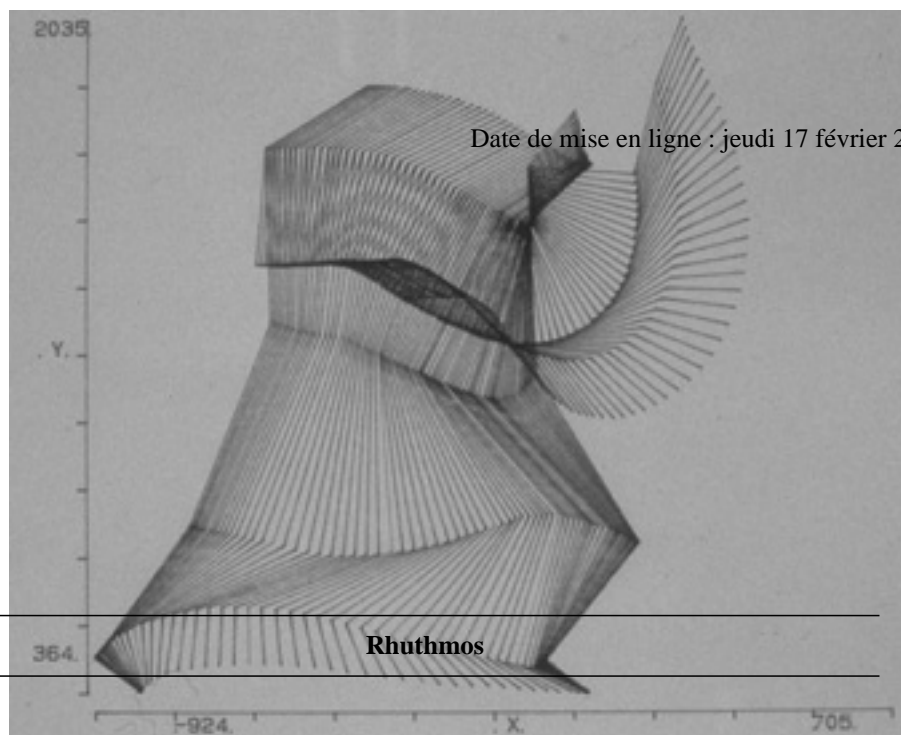 2035
Date de mise en ligne : jeudi 17 février 2
. Y.
Rhuthmos
364.
-924.
. X.
705.